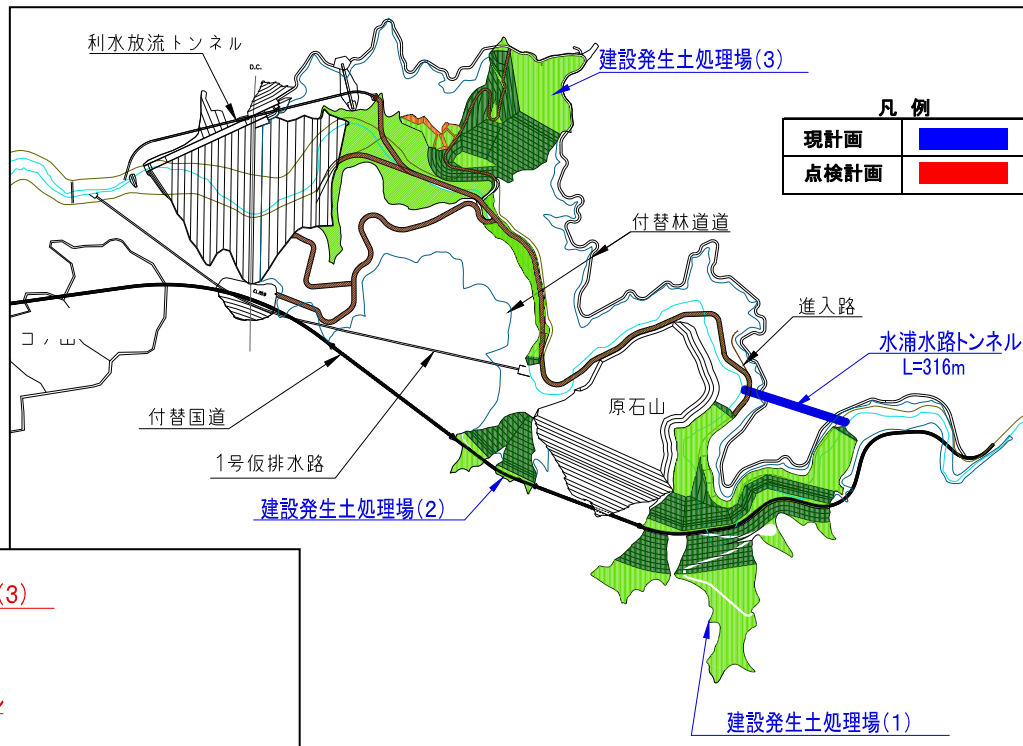 利水放流トンネル
D.C.
建設発生土処理場(3)
凡 例
現計画
点検計画
付替林道道
進入路
水浦水路トンネル
L=316m
コノ山
原石山
付替国道
1号仮排水路
建設発生土処理場(2)
(3)
建設発生土処理場(1)